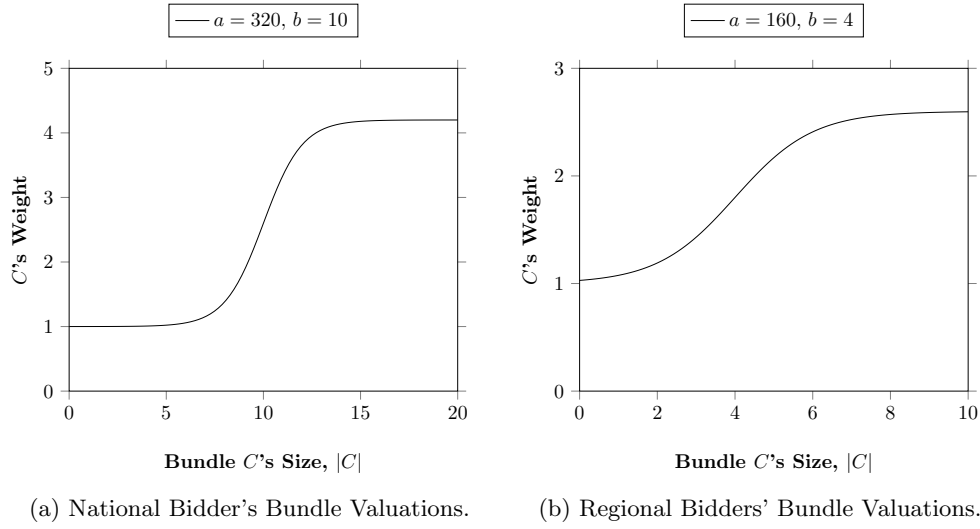 a = 320, b = 10
5
4
3
2
1
0
C's Weight
0 5 10 15 20
Bundle C's Size, |C|
(a) National Bidder's Bundle Valuations.
a = 160, b = 4
3
2
1
0
C's Weight
0 2 4 6 8 10
Bundle C's Size, |C|
(b) Regional Bidders' Bundle Valuations.